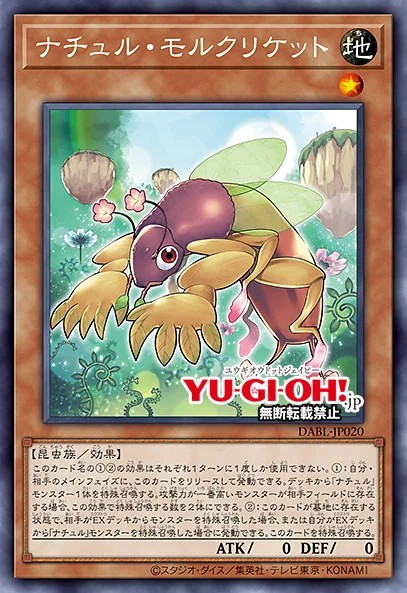 ナチュル・モルクリケット
地
ユウギオウドットジェイピー
YU-GI-OH!.jp
無断転載禁止
DABL-JP020
【昆虫族/効果】
このカード名の①②の効果はそれぞれ1ターンに1度しか使用できない。①:自分・
相手のメインフェイズに、このカードをリリースして発動できる。デッキから「ナチュル」
モンスター1体を特殊召喚する。攻撃力が一番高いモンスターが相手フィールドに存在
する場合、この効果で特殊召喚する数を2体にできる。②:このカードが墓地に存在する
状態で、相手がEXデッキからモンスターを特殊召喚した場合、または自分がEXデッキ
から「ナチュル」モンスターを特殊召喚した場合に発動できる。このカードを特殊召喚する。
ATK/ 0 DEF/ 0
©スタジオ・ダイス/集英社・テレビ東京・KONAMI